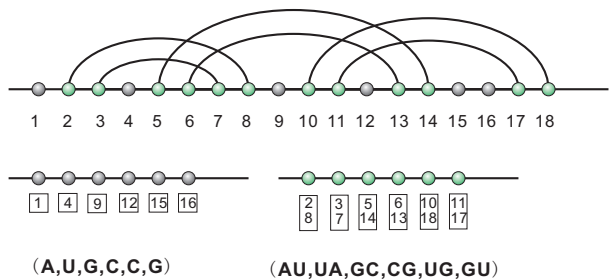 1 2 3 4 5 6 7 8 9 10 11 12 13 14 15 16 17 18
1 4 9 12 15 16
2 3 5 6 10 11
8 7 14 13 18 17
(A,U,G,C,C,G) (AU,UA,GC,CG,UG,GU)